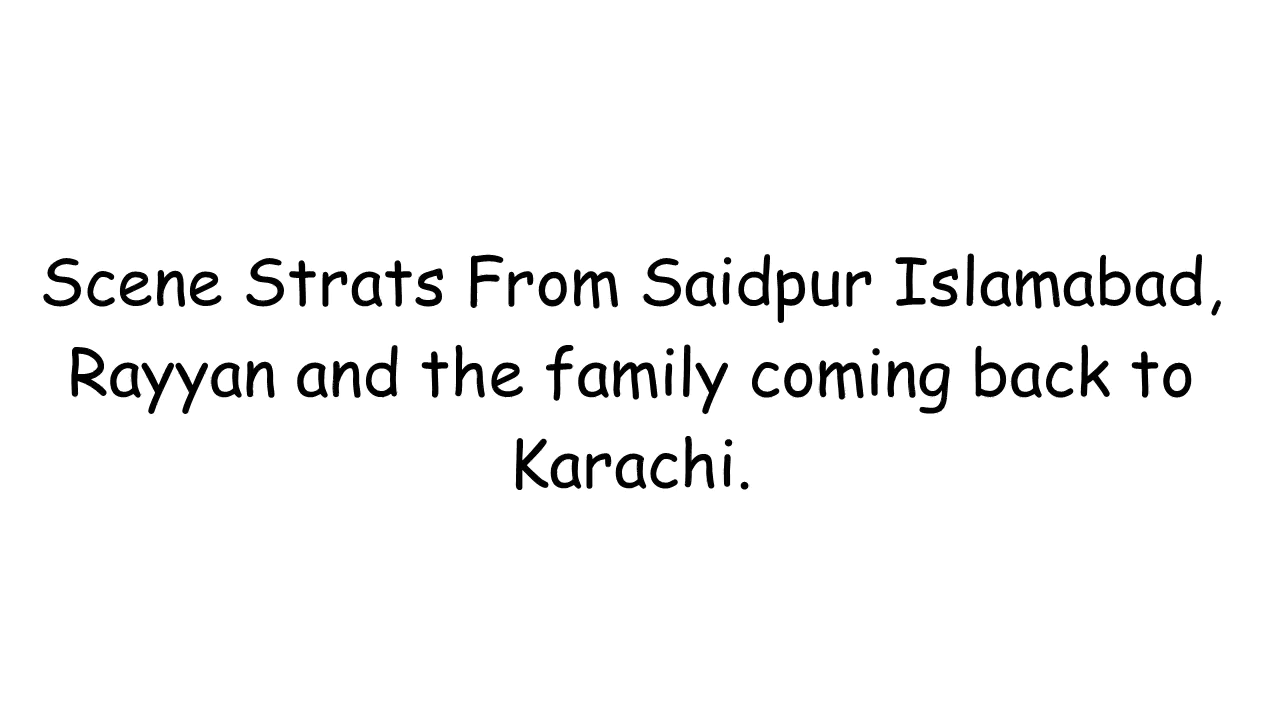 Scene Strats From Saidpur Islamabad,
Rayyan and the family coming back to
Karachi.